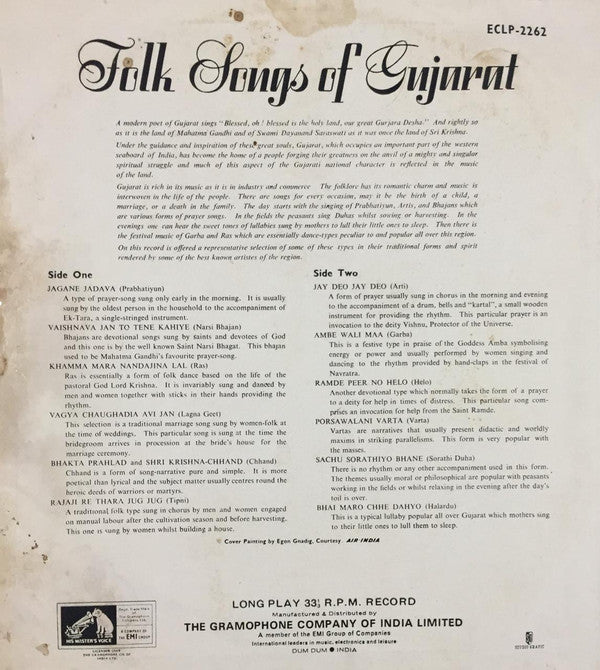 ECLP-2262
Folk Songs of Gujarat
A modern poet of Gujarat sings "Blessed, oh! blessed is the holy land, our great Gurjara Desha." And rightly so
as it is the land of Mahatma Gandhi and of Swami Dayanand Saraswati as it was once the land of Sri Krishna.
Under the guidance and inspiration of these great souls, Gujarat, which occupies an important part of the western
seaboard of India, has become the home of a people forging their greatness on the anvil of a mighty and singular
spiritual struggle and much of this aspect of the Gujarati national character is reflected in the music
of the land.
Gujarat is rich in its music as it is in industry and commerce The folklore has its romantic charm and music is
interwoven in the life of the people. There are songs for every occasion, may it be the birth of a child, a
marriage, or a death in the family. The day starts with the singing of Prabhatiyun, Artis, and Bhajans which
are various forms of prayer songs. In the fields the peasants sing Duhas whilst sowing or harvesting. In the
evenings one can hear the sweet tones of lullabies sung by mothers to lull their little ones to sleep. Then there is
the festival music of Garba and Ras which are essentially dance-types peculiar to and popular all over this region.
On this record is offered a representative selection of some of these types in their traditional forms and spirit
rendered by some of the best known artistes of the region.
Side One
JAGANE JADAVA (Prabhatiyun)
A type of prayer-song sung only early in the morning. It is usually
sung by the oldest person in the household to the accompaniment of
Ek-Tara, a single-stringed instrument.
VAISHNAVA JAN TO TENE KAHIYE (Narsi Bhajan)
Bhajans are devotional songs sung by saints and devotees of God
and this one is by the well known Saint Narsi Bhagat. This bhajan
used to be Mahatma Gandhi's favourite prayer-song.
KHAMMA MARA NANDAJINA LAL (Ras)
Ras is essentially a form of folk dance based on the life of the
pastoral God Lord Krishna. It is invariably sung and danced by
men and women together with sticks in their hands providing the
rhythm.
VAGYA CHAUGHADIA AVI JAN (Lagna Geet)
This selection is a traditional marriage song sung by women-folk at
the time of weddings. This particular song is sung at the time the
bridegroom arrives in procession at the bride's house for the
marriage ceremony.
BHAKTA PRAHLAD and SHRI KRISHNA-CHHAND (Chhand)
Chhand is a form of song-narrative pure and simple. It is more
poetical than lyrical and the subject matter usually centres round the
heroic deeds of warriors or martyrs.
RAJAJI RE THARA JUG JUG (Tipni)
A traditional folk type sung in chorus by men and women engaged
on manual labour after the cultivation season and before harvesting.
This one is sung by women whilst building a house.
Side Two
JAY DEO JAY DEO (Arti)
A form of prayer usually sung in chorus in the morning and evening
to the accompaniment of a drum, bells and "kartal", a small wooden
instrument for providing the rhythm. This particular prayer is an
invocation to the deity Vishnu, Protector of the Universe.
AMBE WALI MAA (Garba)
This is a festive type in praise of the Goddess Amba symbolising
energy or power and usually performed by women singing and
dancing to the rhythm provided by hand-claps in the festival of
Navratra.
RAMDE PEER NO HELO (Helo)
Another devotional type which normally takes the form of a prayer
to a deity for help in times of distress. This particular song com-
prises an invocation for help from the Saint Ramde.
PORSAWALANI VARTA (Varta)
Vartas are narratives that usually present didactic and worldly
maxims in striking parallelisms. This form is very popular with
the masses.
SACHU SORATHIYO BHANE (Sorathi Duha)
There is no rhythm or any other accompaniment used in this form.
The themes usually moral or philosophical are popular with peasants
working in the fields or whilst relaxing in the evening after the day's
toil is over.
BHAI MARO CHHE DAHYO (Halardu)
This is a typical lullaby popular all over Gujarat which mothers sing
to their little ones to lull them to sleep.
Cover Painting by Egon Gnadig, Courtesy. AIR-INDIA
HIS MASTER'S VOICE
A COMPANY OF
THE EMI GROUP
THE GRAMOPHONE CO. OF
INDIA LTD.
LONG PLAY 33⅓ R.P.M. RECORD
Manufactured & Distributed by
THE GRAMOPHONE COMPANY OF INDIA LIMITED
A member of the EMI Group of Companies
International leaders in music, electronics and leisure
DUM DUM • INDIA